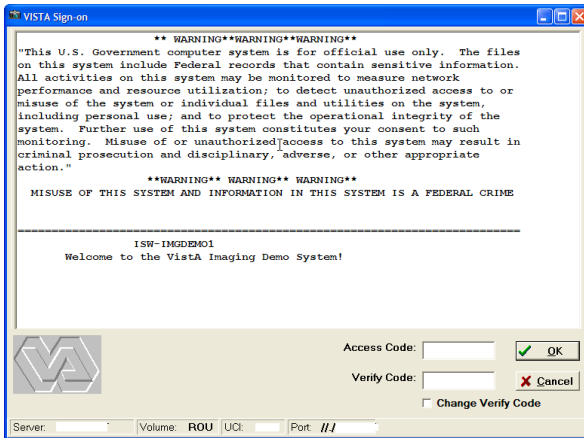 VISTA Sign-on
** WARNING**WARNING**WARNING**
"This U.S. Government computer system is for official use only.  The files
on this system include Federal records that contain sensitive information.
All activities on this system may be monitored to measure network
performance and resource utilization; to detect unauthorized access to or
misuse of the system or individual files and utilities on the system,
including personal use; and to protect the operational integrity of the
system.  Further use of this system constitutes your consent to such
monitoring.  Misuse of or unauthorized access to this system may result in
criminal prosecution and disciplinary, adverse, or other appropriate
action."
**WARNING** WARNING** WARNING**
MISUSE OF THIS SYSTEM AND INFORMATION IN THIS SYSTEM IS A FEDERAL CRIME
======================================================================
ISW-IMGDEMO1
Welcome to the VistA Imaging Demo System!
Access Code:
OK
Verify Code:
Cancel
Change Verify Code
Server:
Volume: ROU
UCI:
Port: //./